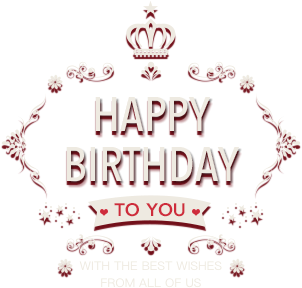 HAPPY
BIRTHDAY
TO YOU
WITH THE BEST WISHES
FROM ALL OF US